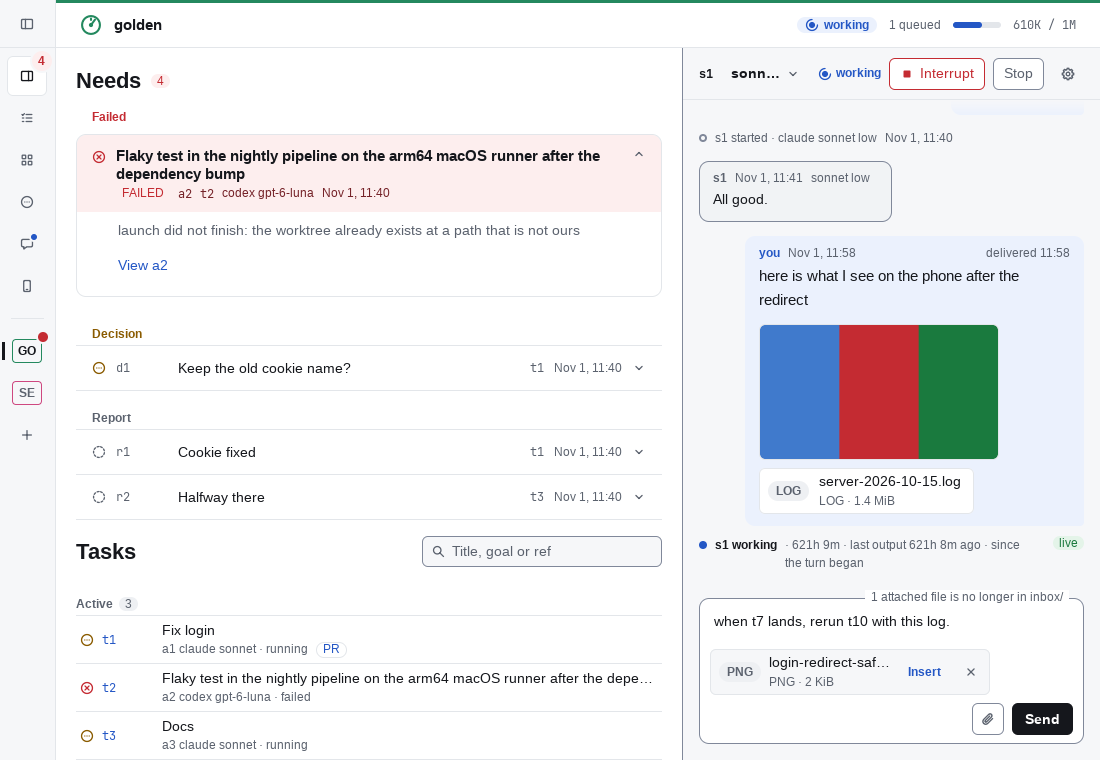 golden
working
1 queued
610K / 1M
4
GO
SE
Needs 4
Failed
Flaky test in the nightly pipeline on the arm64 macOS runner after the
dependency bump
FAILED a2 t2 codex gpt-6-luna Nov 1, 11:40
launch did not finish: the worktree already exists at a path that is not ours
View a2
Decision
d1 Keep the old cookie name? t1 Nov 1, 11:40
Report
r1 Cookie fixed t1 Nov 1, 11:40
r2 Halfway there t3 Nov 1, 11:40
Tasks
Title, goal or ref
Active 3
t1 Fix login
a1 claude sonnet · running PR
t2 Flaky test in the nightly pipeline on the arm64 macOS runner after the depe…
a2 codex gpt-6-luna · failed
t3 Docs
a3 claude sonnet · running
s1 sonn… working Interrupt Stop
s1 started · claude sonnet low Nov 1, 11:40
s1 Nov 1, 11:41 sonnet low
All good.
you Nov 1, 11:58 delivered 11:58
here is what I see on the phone after the
redirect
LOG server-2026-10-15.log
LOG · 1.4 MiB
s1 working · 621h 9m · last output 621h 8m ago · since
the turn began
live
1 attached file is no longer in inbox/
when t7 lands, rerun t10 with this log.
PNG login-redirect-saf…
PNG · 2 KiB
Insert
Send